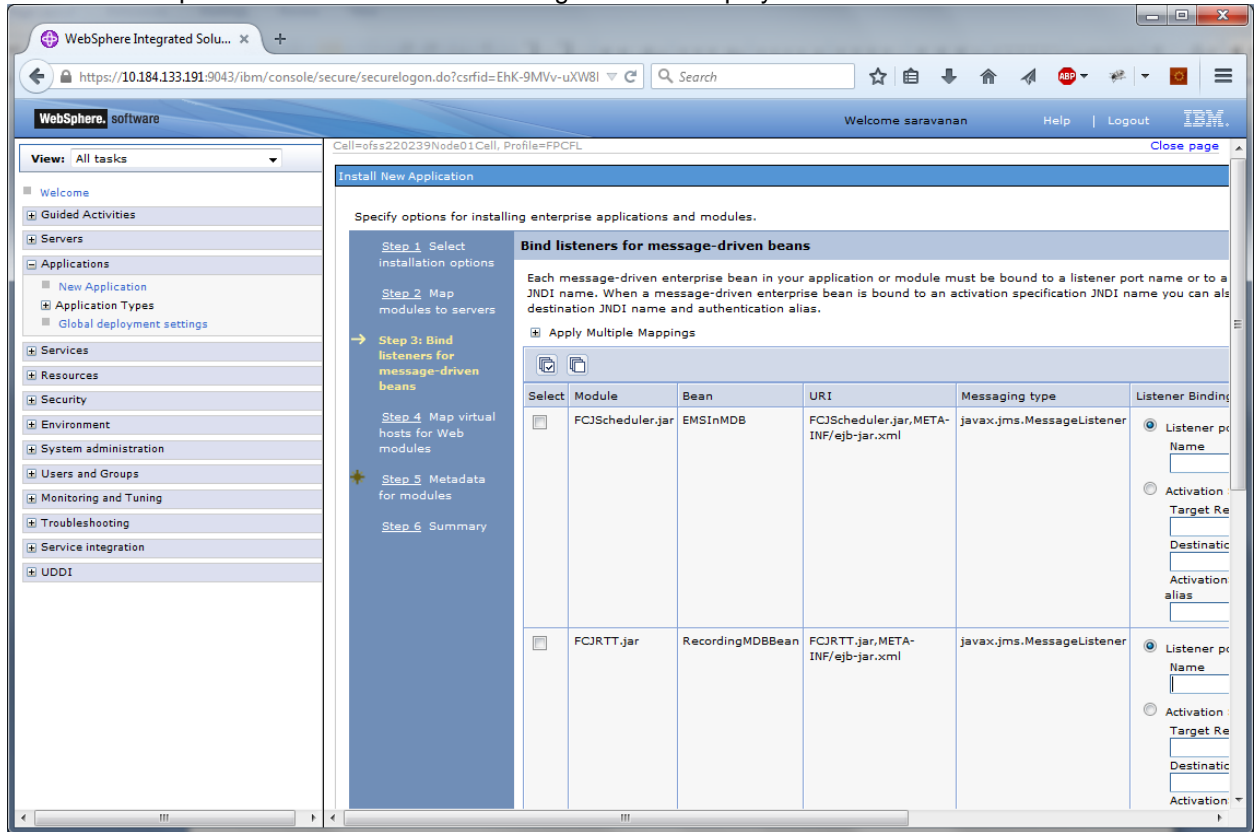 WebSphere Integrated Solu... × +
https://10.184.133.191:9043/ibm/console/secure/securelogon.do?csrfid=EhK-9MVv-uXW8I
Search
ABP
WebSphere. software
Welcome saravanan
Help | Logout
IBM.
View: All tasks
Welcome
Guided Activities
Servers
Applications
New Application
Application Types
Global deployment settings
Services
Resources
Security
Environment
System administration
Users and Groups
Monitoring and Tuning
Troubleshooting
Service integration
UDDI
Cell=ofss220239Node01Cell, Profile=FPCFL
Close page
Install New Application
Specify options for installing enterprise applications and modules.
Step 1 Select
installation options
Step 2 Map
modules to servers
Step 3: Bind
listeners for
message-driven
beans
Step 4 Map virtual
hosts for Web
modules
Step 5 Metadata
for modules
Step 6 Summary
Bind listeners for message-driven beans
Each message-driven enterprise bean in your application or module must be bound to a listener port name or to a
JNDI name. When a message-driven enterprise bean is bound to an activation specification JNDI name you can als
destination JNDI name and authentication alias.
Apply Multiple Mappings
Select Module Bean URI Messaging type Listener Binding
FCJScheduler.jar EMSInMDB FCJScheduler.jar,META-
INF/ejb-jar.xml
javax.jms.MessageListener
Listener po
Name
Activation
Target Re
Destinatic
Activation
alias
FCJRTT.jar RecordingMDBBean FCJRTT.jar,META-
INF/ejb-jar.xml
javax.jms.MessageListener
Listener po
Name
Activation
Target Re
Destinatic
Activation